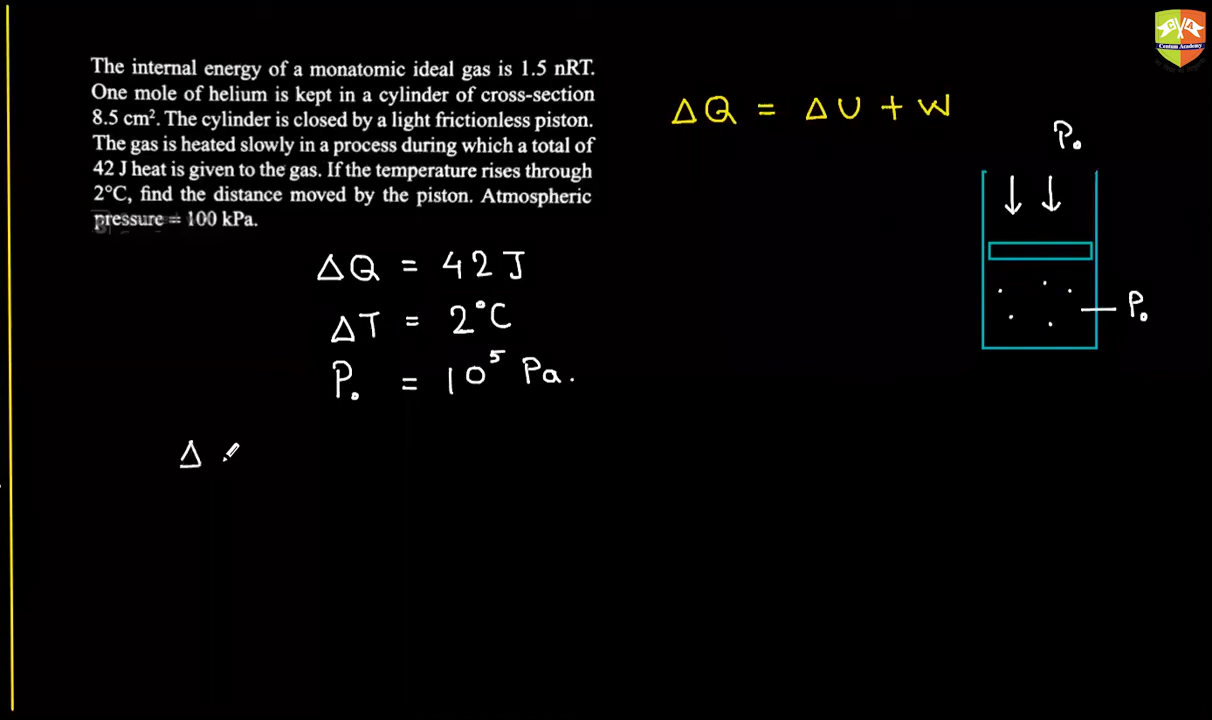 The internal energy of a monatomic ideal gas is 1.5 nRT.
One mole of helium is kept in a cylinder of cross-section
8.5 cm². The cylinder is closed by a light frictionless piston.
The gas is heated slowly in a process during which a total of
42 J heat is given to the gas. If the temperature rises through
2°C, find the distance moved by the piston. Atmospheric
pressure = 100 kPa.
ΔQ = ΔU + W
P₀
P₀
ΔQ = 42 J
ΔT = 2°C
P₀ = 10⁵ Pa.
Δ
Centum Academy